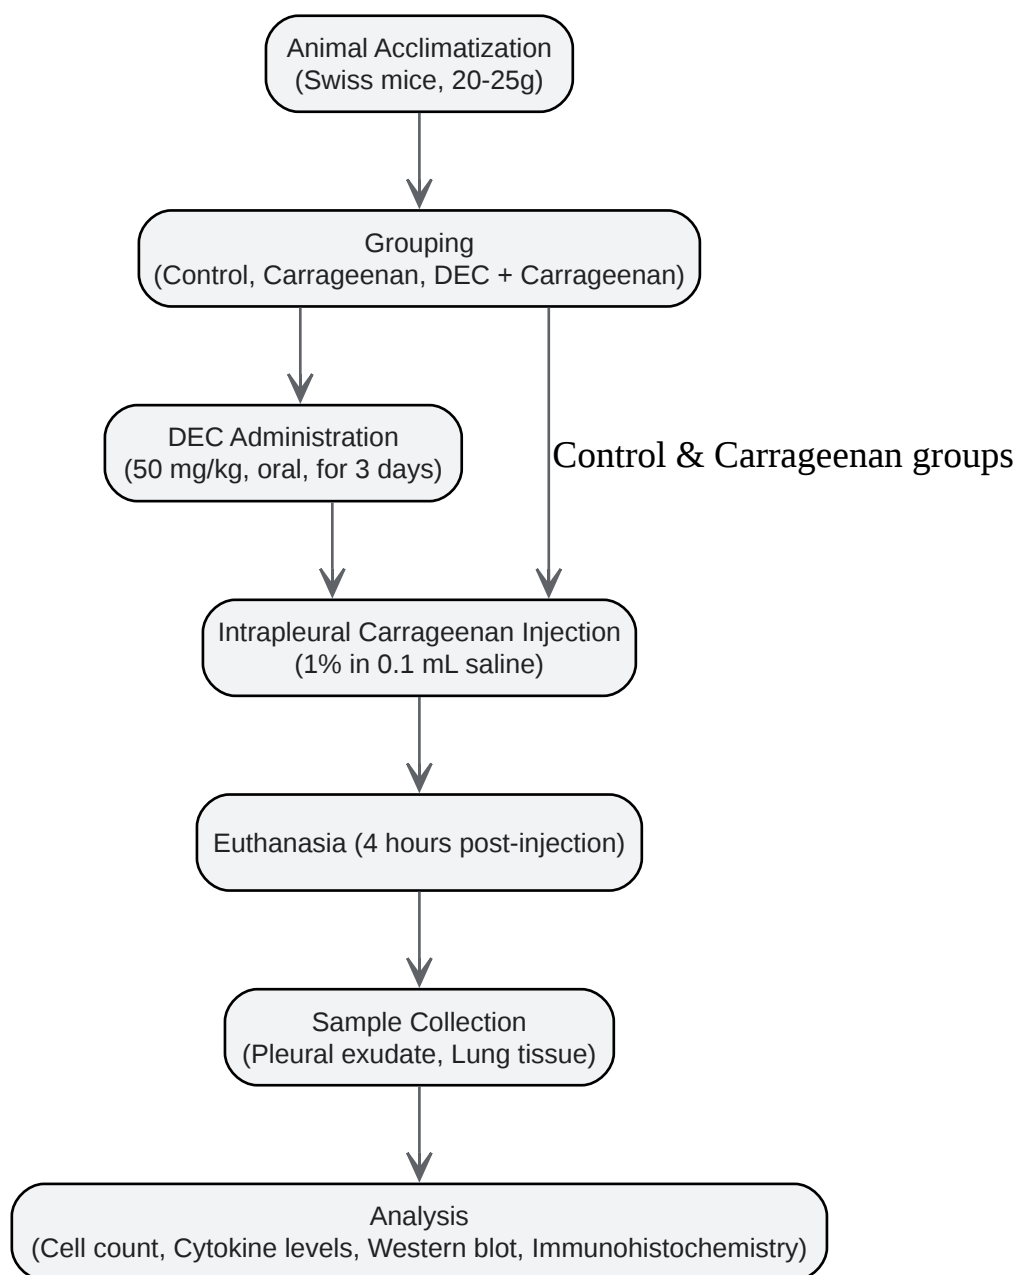 Animal Acclimatization
(Swiss mice, 20-25g)
Grouping
(Control, Carrageenan, DEC + Carrageenan)
DEC Administration
(50 mg/kg, oral, for 3 days)
Control & Carrageenan groups
Intrapleural Carrageenan Injection
(1% in 0.1 mL saline)
Euthanasia (4 hours post-injection)
Sample Collection
(Pleural exudate, Lung tissue)
Analysis
(Cell count, Cytokine levels, Western blot, Immunohistochemistry)